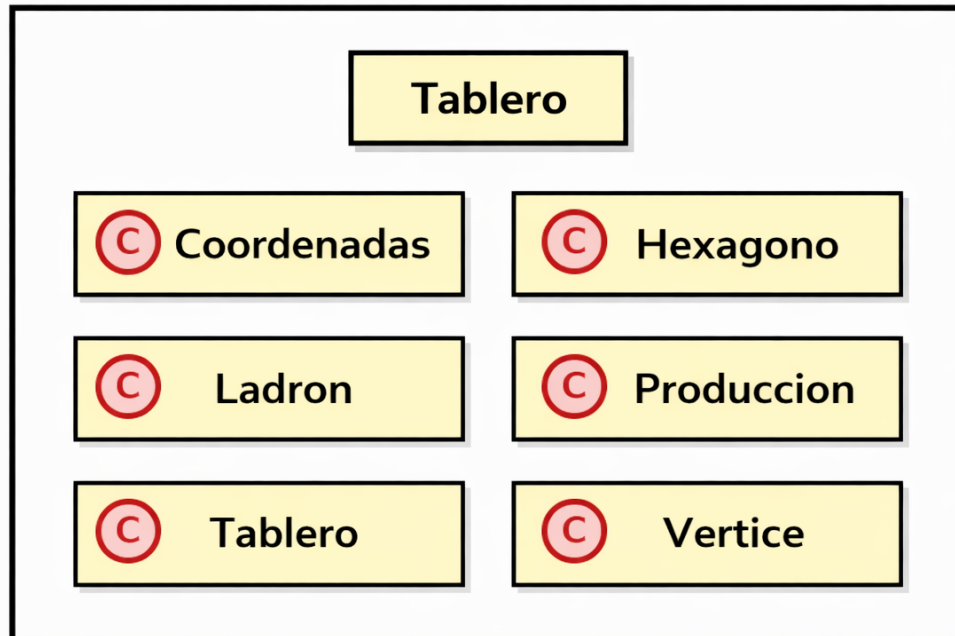 Tablero
C Coordenadas
C Hexagono
C Ladron
C Produccion
C Tablero
C Vertice